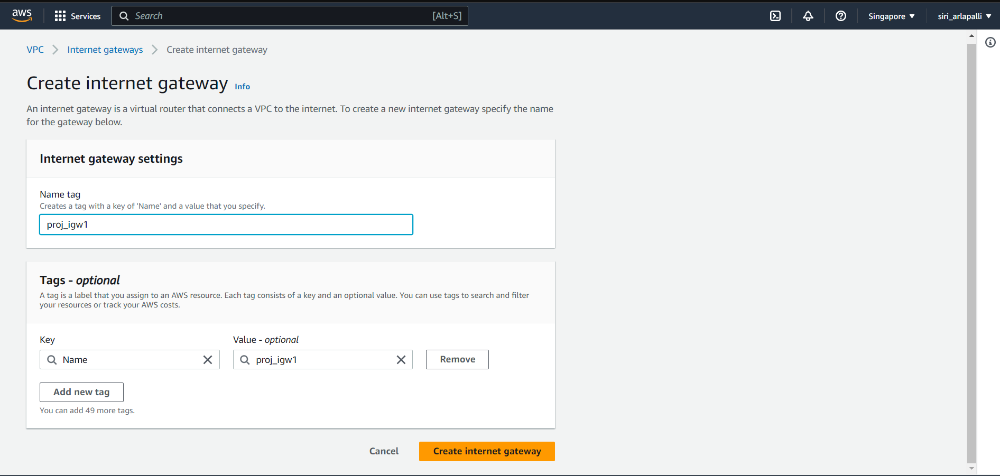 aws
Services
Search [Alt+S]
Singapore
siri_arlapalli
VPC
Internet gateways
Create internet gateway
Create internet gateway Info
An internet gateway is a virtual router that connects a VPC to the internet. To create a new internet gateway specify the name
for the gateway below.
Internet gateway settings
Name tag
Creates a tag with a key of 'Name' and a value that you specify.
proj_igw1
Tags - optional
A tag is a label that you assign to an AWS resource. Each tag consists of a key and an optional value. You can use tags to search and filter
your resources or track your AWS costs.
Key
Value - optional
Name
proj_igw1
Remove
Add new tag
You can add 49 more tags.
Cancel
Create internet gateway